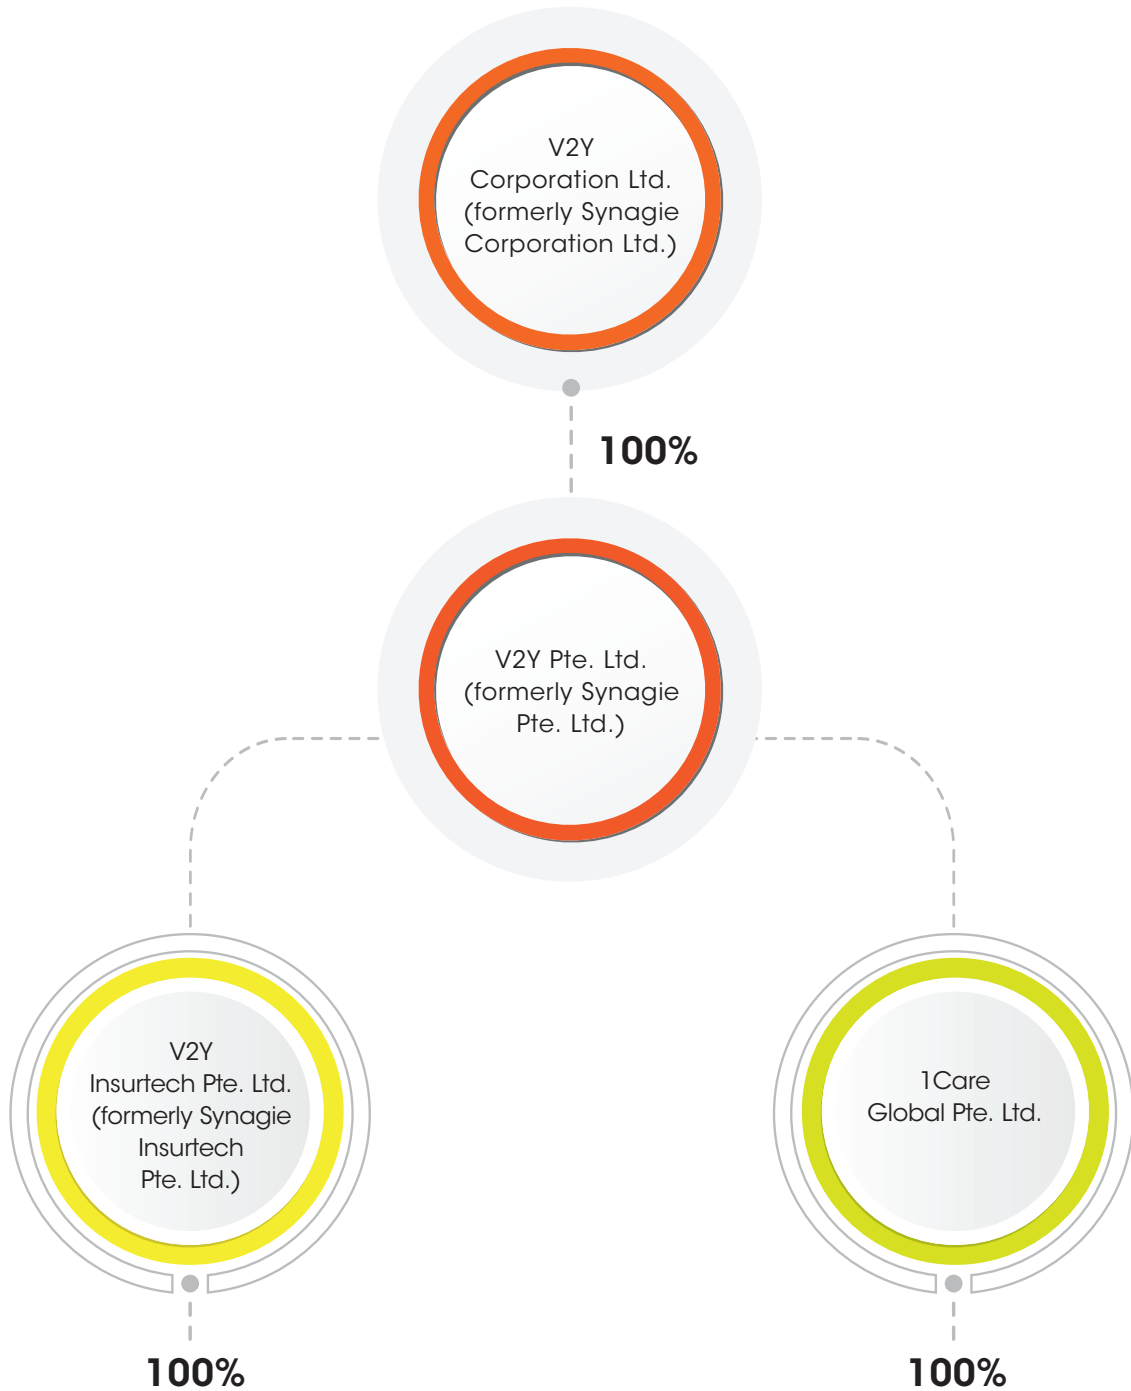 V2Y
Corporation Ltd.
(formerly Synagie
Corporation Ltd.)
100%
V2Y Pte. Ltd.
(formerly Synagie
Pte. Ltd.)
V2Y
Insurtech Pte. Ltd.
(formerly Synagie
Insurtech
Pte. Ltd.)
100%
1Care
Global Pte. Ltd.
100%